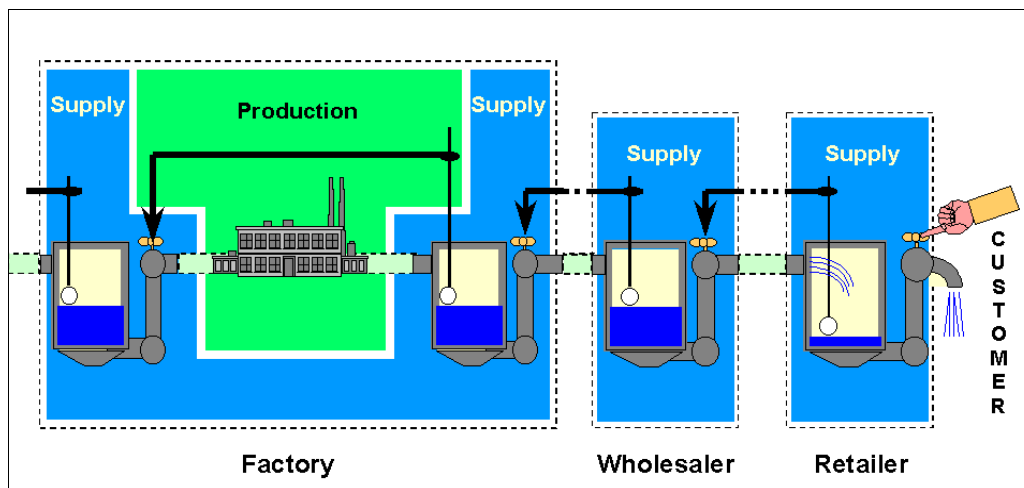 Supply
Production
Supply
Supply
Supply
CUSTOMER
Factory
Wholesaler
Retailer